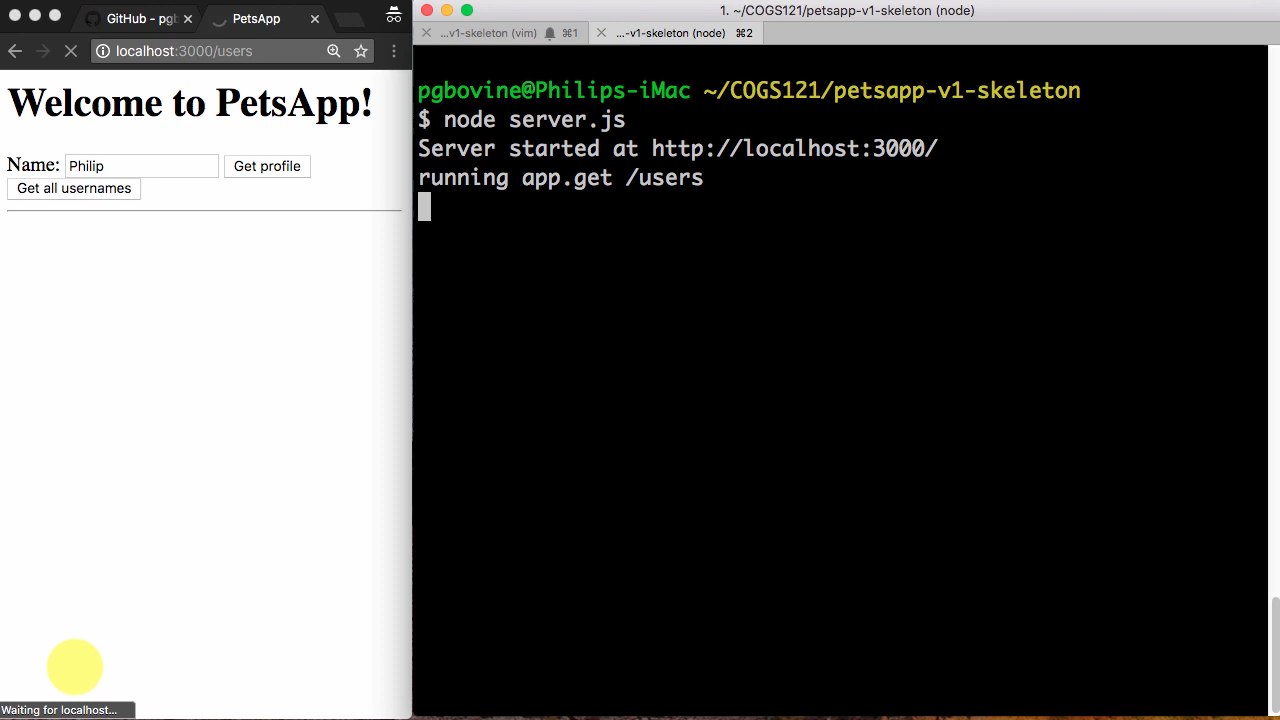 GitHub - pgb
PetsApp
localhost:3000/users
Welcome to PetsApp!
Name: Philip Get profile
Get all usernames
Waiting for localhost...
1. ~/COGS121/petsapp-v1-skeleton (node)
...v1-skeleton (vim) ⌘1
...-v1-skeleton (node) ⌘2
pgbovine@Philips-iMac ~/COGS121/petsapp-v1-skeleton
$ node server.js
Server started at http://localhost:3000/
running app.get /users